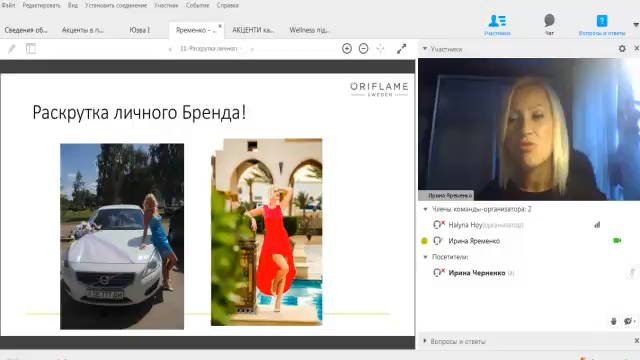 Файл Редактировать Вид Установить соединение Участник События Справка
Сведения об...
Акценты в п...
Юзва I
Яременко - ...
АКЦЕНТИ ка...
Wellness під...
Участники
Чат
Вопросы и ответы
11-Раскрутка личного
Участники
ORIFLAME
SWEDEN
Раскрутка личного Бренда!
Ирина Яременко
Члены команды-организатора: 2
Halyna Hoy(организатор)
Ирина Яременко
Посетители:
Ирина Черненко
Вопросы и ответы